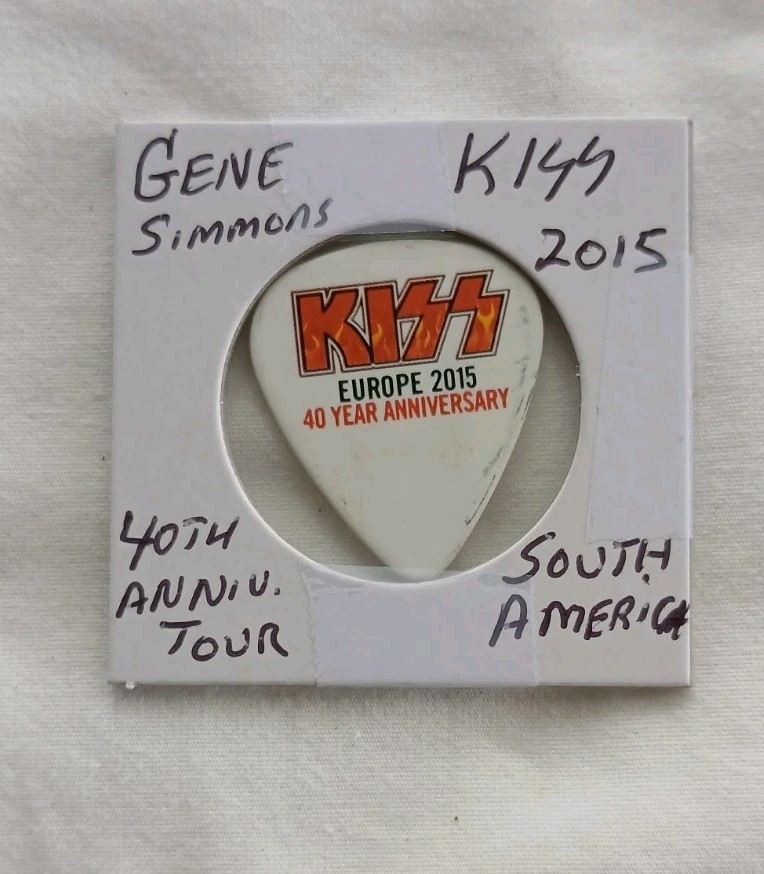 GENE
SIMMONS
KISS
2015
KISS
EUROPE 2015
40 YEAR ANNIVERSARY
40TH
ANNIV.
TOUR
SOUTH
AMERICA